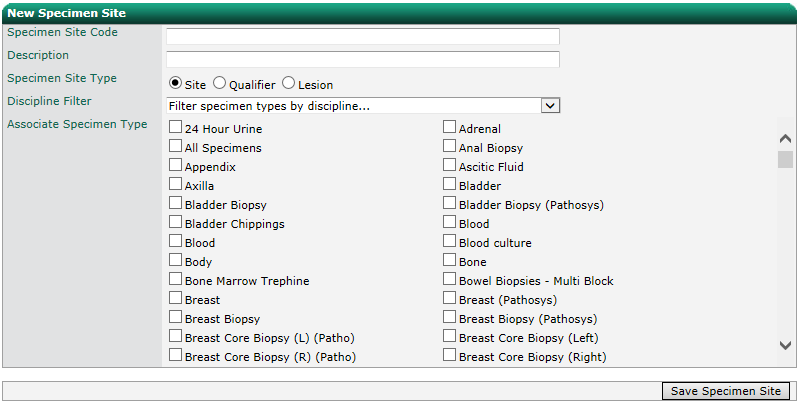 New Specimen Site
Specimen Site Code
Description
Specimen Site Type Site Qualifier Lesion
Discipline Filter Filter specimen types by discipline...
Associate Specimen Type 24 Hour Urine Adrenal
All Specimens Anal Biopsy
Appendix Ascitic Fluid
Axilla Bladder
Bladder Biopsy Bladder Biopsy (Pathosys)
Bladder Chippings Blood
Blood Blood culture
Body Bone
Bone Marrow Trephine Bowel Biopsies - Multi Block
Breast Breast (Pathosys)
Breast Biopsy Breast Biopsy (Pathosys)
Breast Core Biopsy (L) (Patho) Breast Core Biopsy (Left)
Breast Core Biopsy (R) (Patho) Breast Core Biopsy (Right)
Save Specimen Site